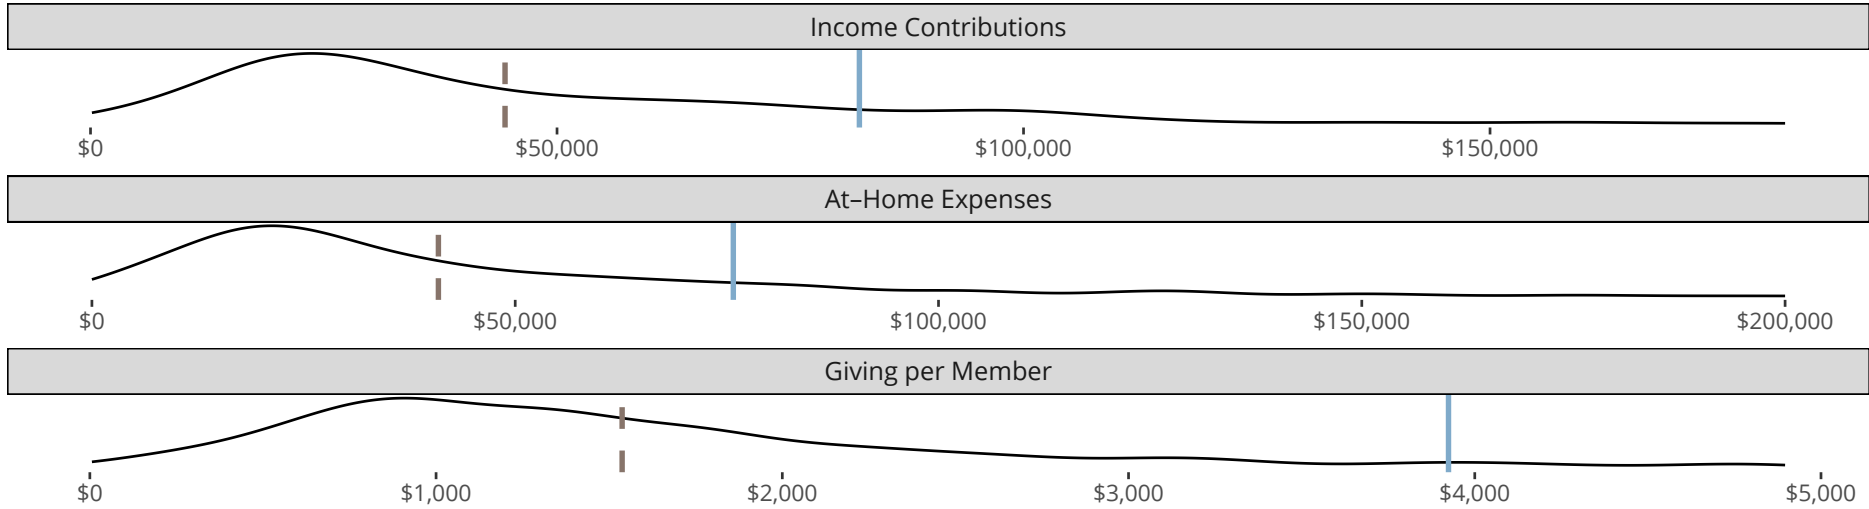 Income Contributions
$0 $50,000 $100,000 $150,000
At–Home Expenses
$0 $50,000 $100,000 $150,000 $200,000
Giving per Member
$0 $1,000 $2,000 $3,000 $4,000 $5,000